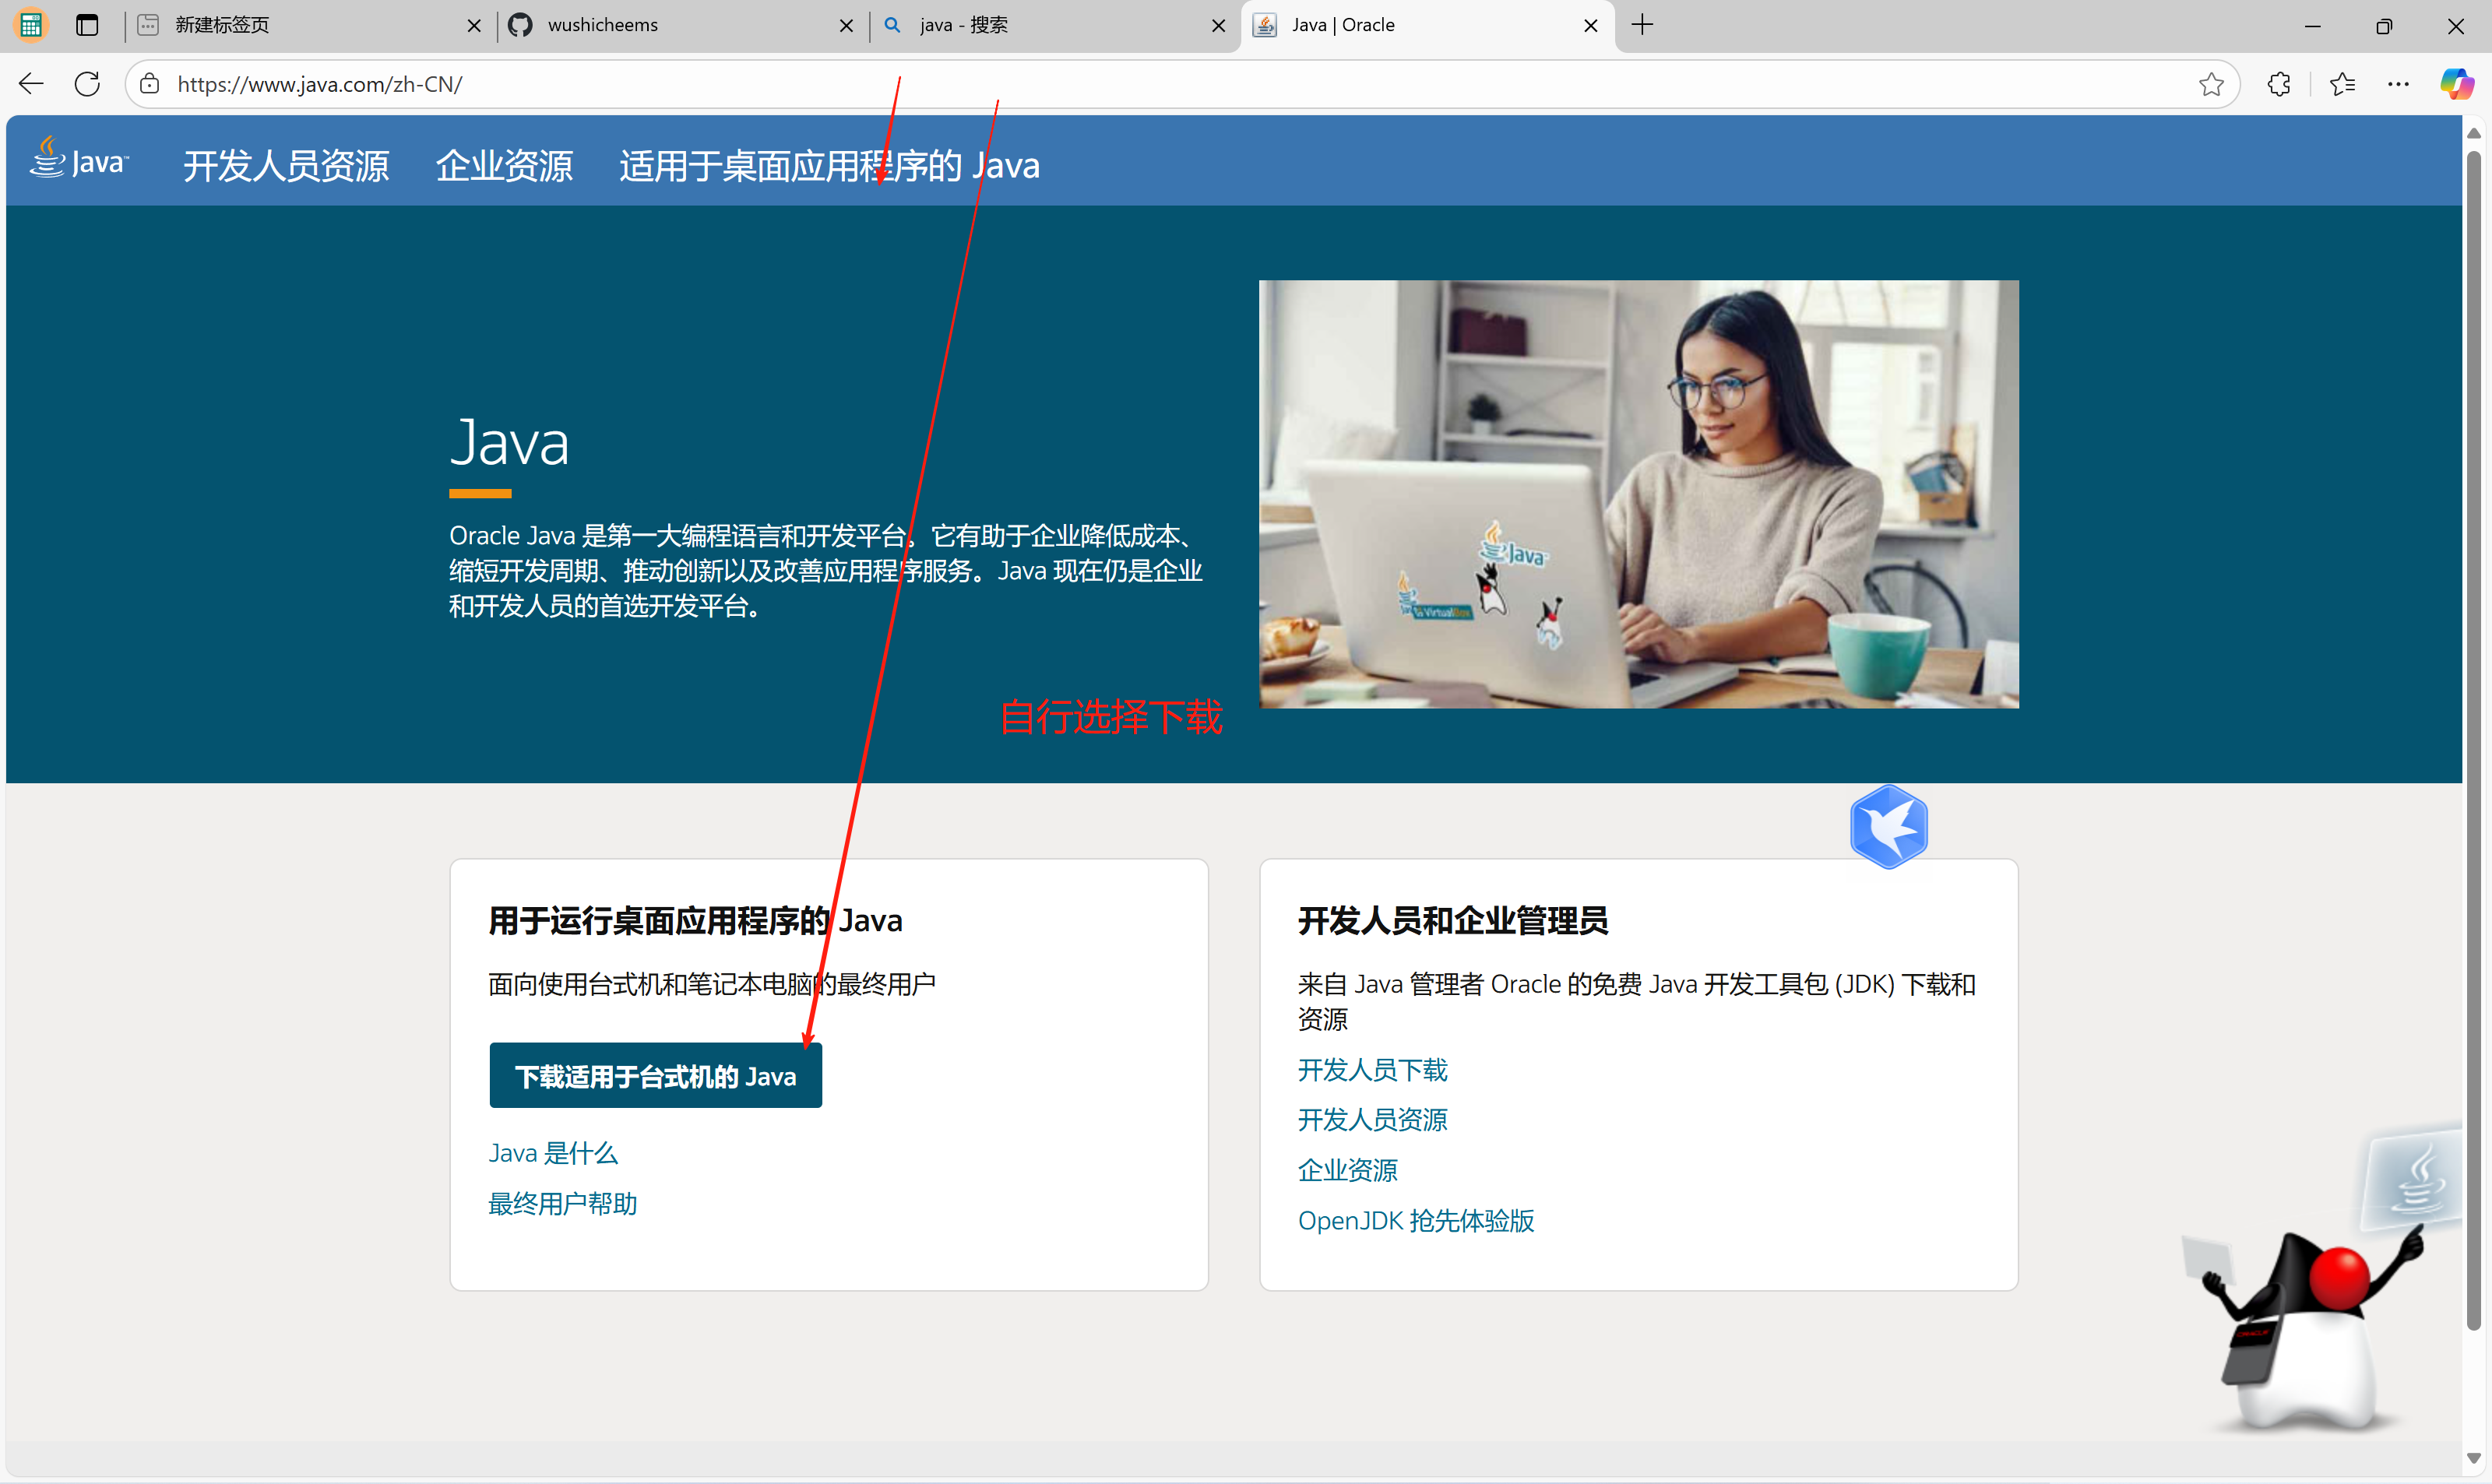 新建标签页
wushicheems
java - 搜索
Java | Oracle
https://www.java.com/zh-CN/
Java™
开发人员资源
企业资源
适用于桌面应用程序的 Java
Java
Oracle Java 是第一大编程语言和开发平台。它有助于企业降低成本、
缩短开发周期、推动创新以及改善应用程序服务。Java 现在仍是企业
和开发人员的首选开发平台。
Java
VirtualBox
自行选择下载
用于运行桌面应用程序的 Java
面向使用台式机和笔记本电脑的最终用户
下载适用于台式机的 Java
Java 是什么
最终用户帮助
开发人员和企业管理员
来自 Java 管理者 Oracle 的免费 Java 开发工具包 (JDK) 下载和
资源
开发人员下载
开发人员资源
企业资源
OpenJDK 抢先体验版
ORACLE